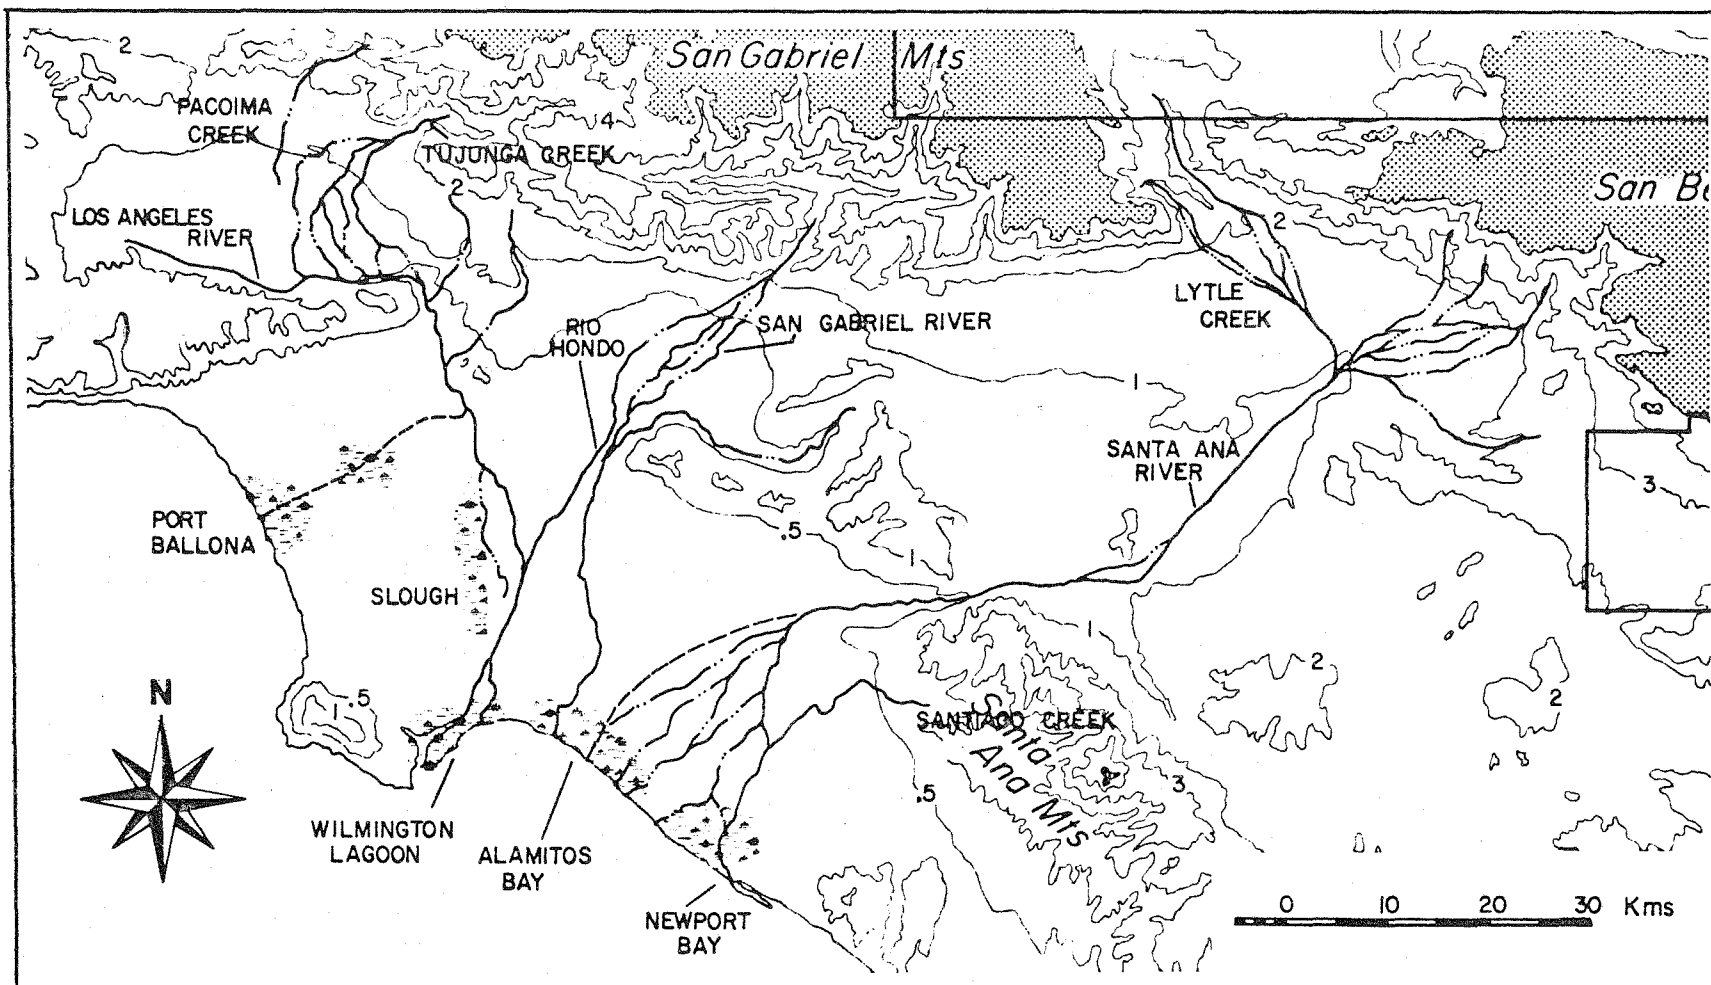 2
San Gabriel Mts
PACOIMA
CREEK
4
TUJUNGA CREEK
2
San Be
LOS ANGELES
RIVER
2
LYTLE
CREEK
RIO
HONDO
SAN GABRIEL RIVER
1
SANTA ANA
RIVER
3
PORT
BALLONA
.5
1
SLOUGH
1
2
2
N
.5
1
SANTIAGO CREEK
Santa
Ana Mts
3
.5
WILMINGTON
LAGOON
ALAMITOS
BAY
NEWPORT
BAY
0 10 20 30 Kms